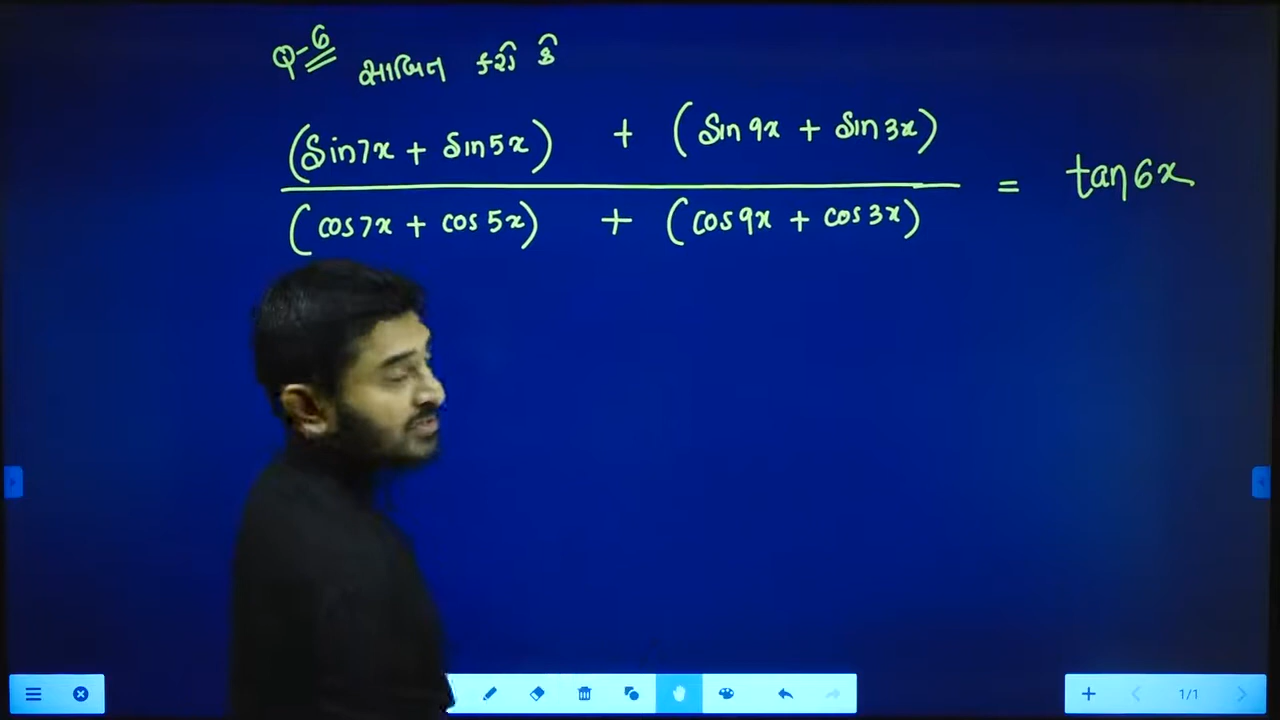 Q-6 સાબિત કરો કે
(sin7x + sin5x) + (sin9x + sin3x)
(cos7x + cos5x) + (cos9x + cos3x)
= tan6x
1/1